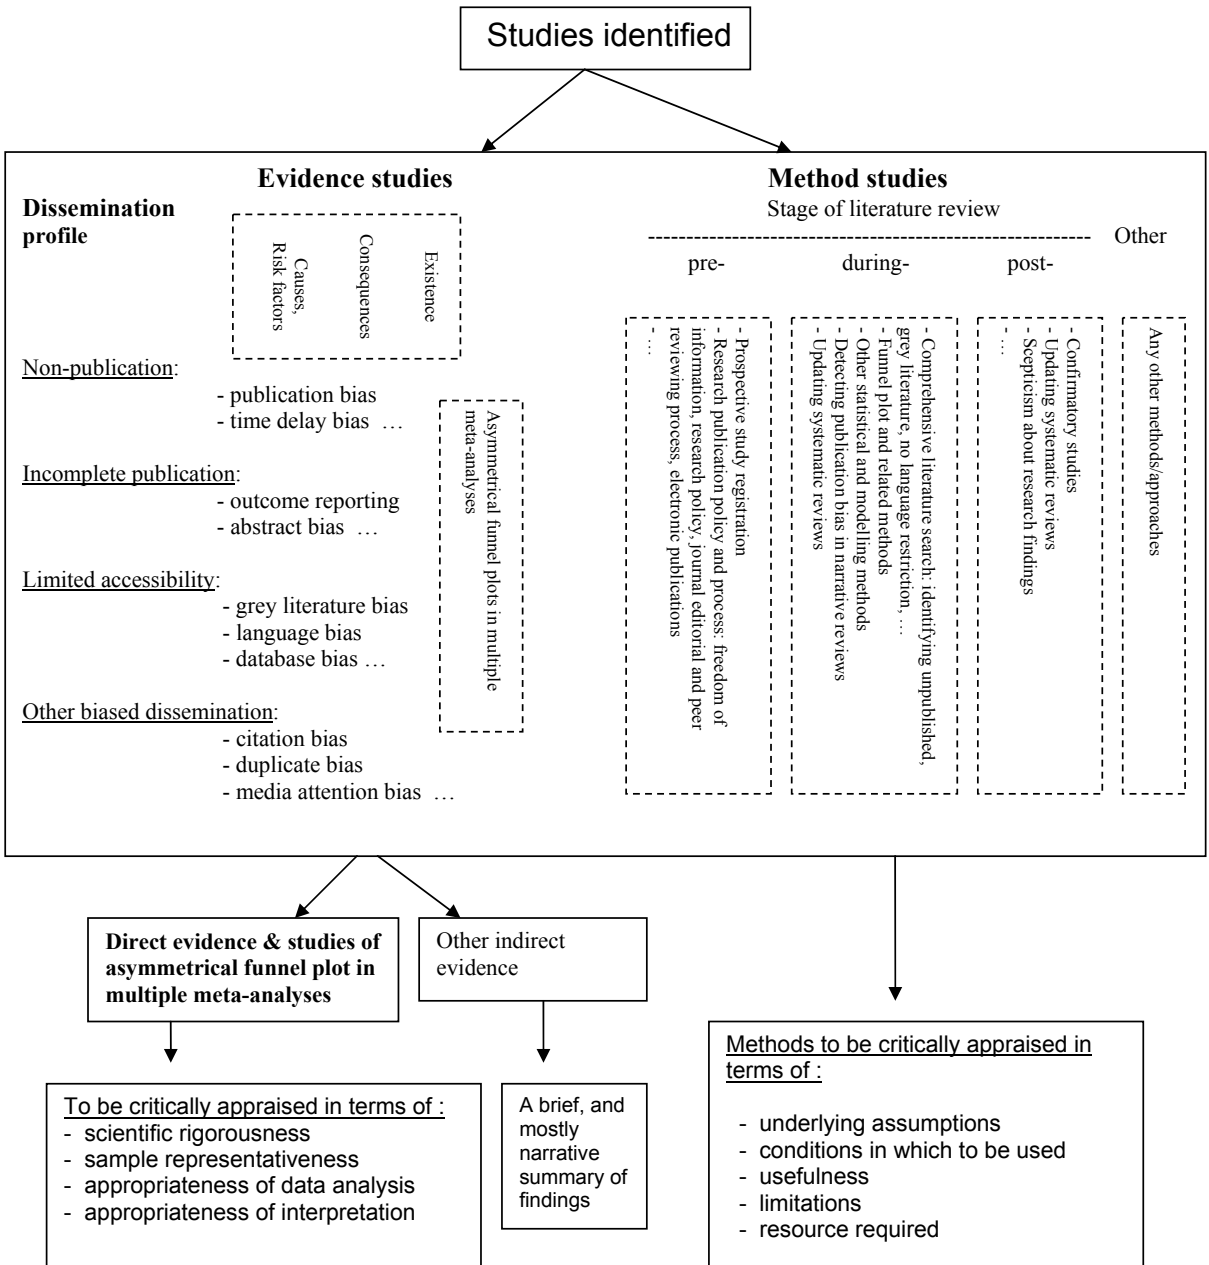 Studies identified
Evidence studies
Method studies
Dissemination
profile
Stage of literature review
Other
pre-
during-
post-
Existence
Consequences
Causes,
Risk factors
Non-publication:
- publication bias
- time delay bias …
Incomplete publication:
- outcome reporting
- abstract bias …
Limited accessibility:
- grey literature bias
- language bias
- database bias …
Other biased dissemination:
- citation bias
- duplicate bias
- media attention bias …
Asymmetrical funnel plots in multiple
meta-analyses
- Prospective study registration
- Research publication policy and process: freedom of
information, research policy, journal editorial and peer
reviewing process, electronic publications
- …
- Comprehensive literature search: identifying unpublished,
grey literature, no language restriction, …
- Funnel plot and related methods
- Other statistical and modelling methods
- Detecting publication bias in narrative reviews
- Updating systematic reviews
- Confirmatory studies
- Updating systematic reviews
- Scepticism about research findings
- …
Any other methods/approaches
Direct evidence & studies of
asymmetrical funnel plot in
multiple meta-analyses
Other indirect
evidence
To be critically appraised in terms of :
- scientific rigorousness
- sample representativeness
- appropriateness of data analysis
- appropriateness of interpretation
A brief, and
mostly
narrative
summary of
findings
Methods to be critically appraised in
terms of :
- underlying assumptions
- conditions in which to be used
- usefulness
- limitations
- resource required